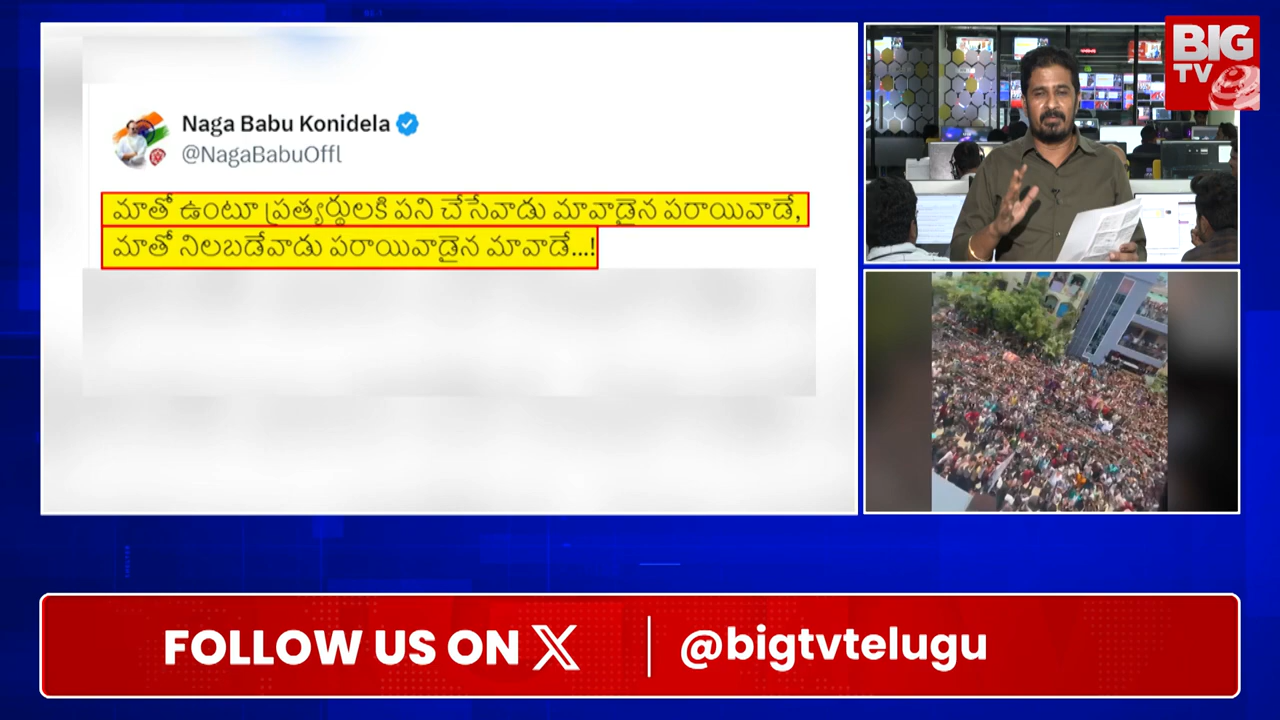 Naga Babu Konidela
@NagaBabuOffl
మాతో ఉంటూ ప్రత్యర్థులకి పని చేసేవాడు మావాడైన పరాయివాడే,
మాతో నిలబడేవాడు పరాయివాడైన మావాడే...!
BIG
TV
FOLLOW US ON X
@bigtvtelugu